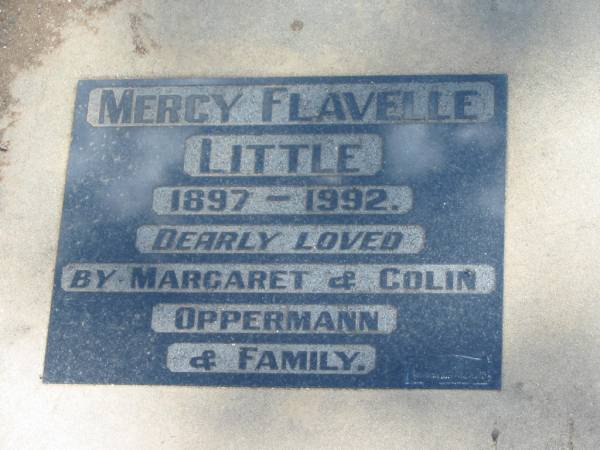 MERCY FLAVELLE
LITTLE
1897 - 1992.
DEARLY LOVED
BY MARGARET & COLIN
OPPERMANN
& FAMILY.